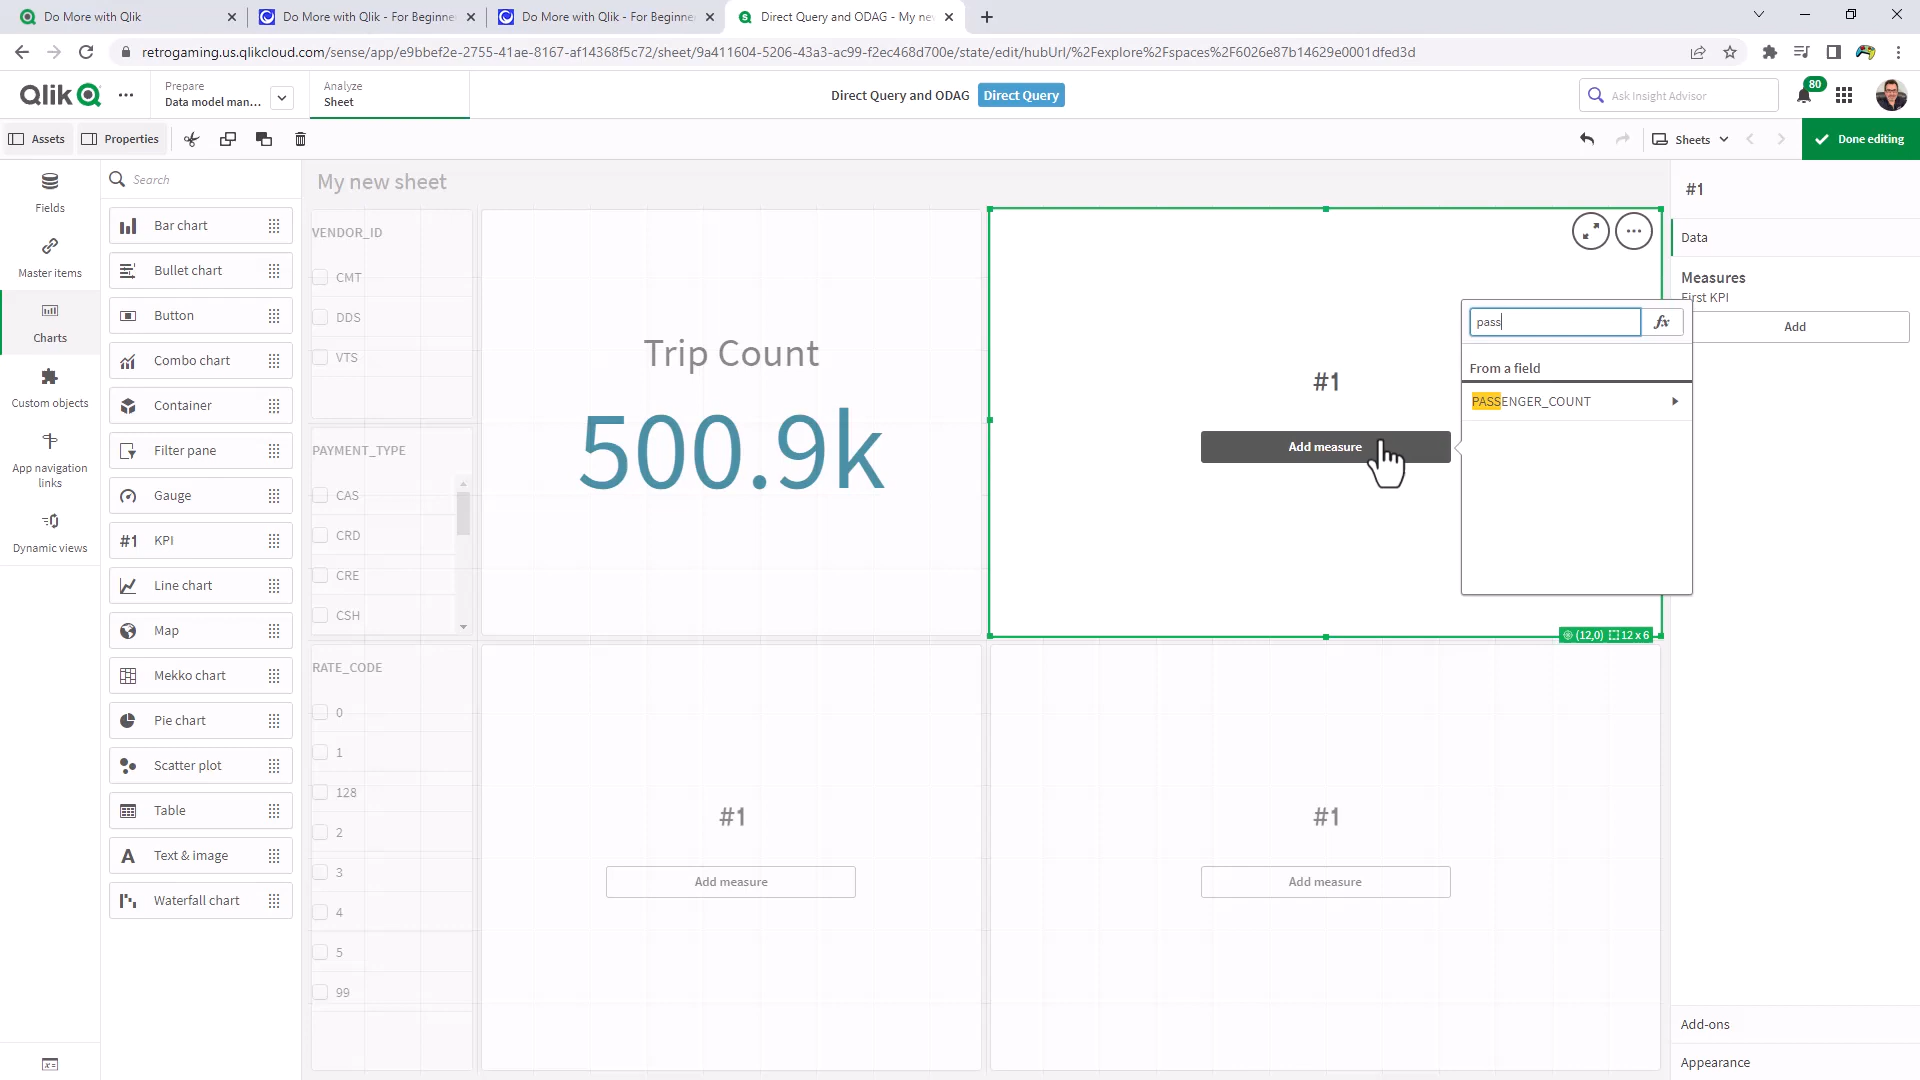 Do More with Qlik
Do More with Qlik - For Beginne
Do More with Qlik - For Beginne
Direct Query and ODAG - My ne
retrogaming.us.qlikcloud.com/sense/app/e9bbef2e-2755-41ae-8167-af14368f5c72/sheet/9a411604-5206-43a3-ac99-f2ec468d700e/state/edit/hubUrl/%2Fexplore%2Fspaces%2F6026e87b14629e0001dfed3d
Qlik
Prepare
Data model man...
Analyze
Sheet
Direct Query and ODAG
Direct Query
Ask Insight Advisor
80
Assets
Properties
Sheets
Done editing
Fields
Master items
Charts
Custom objects
App navigation
links
Dynamic views
Search
Bar chart
Bullet chart
Button
Combo chart
Container
Filter pane
Gauge
#1 KPI
Line chart
Map
Mekko chart
Pie chart
Scatter plot
Table
A Text & image
Waterfall chart
My new sheet
VENDOR_ID
CMT
DDS
VTS
PAYMENT_TYPE
CAS
CRD
CRE
CSH
RATE_CODE
0
1
128
2
3
4
5
99
Trip Count
500.9k
#1
Add measure
(12,0) 12 x 6
#1
Add measure
#1
Add measure
pass
fx
From a field
PASSENGER_COUNT
#1
Data
Measures
First KPI
Add
Add-ons
Appearance